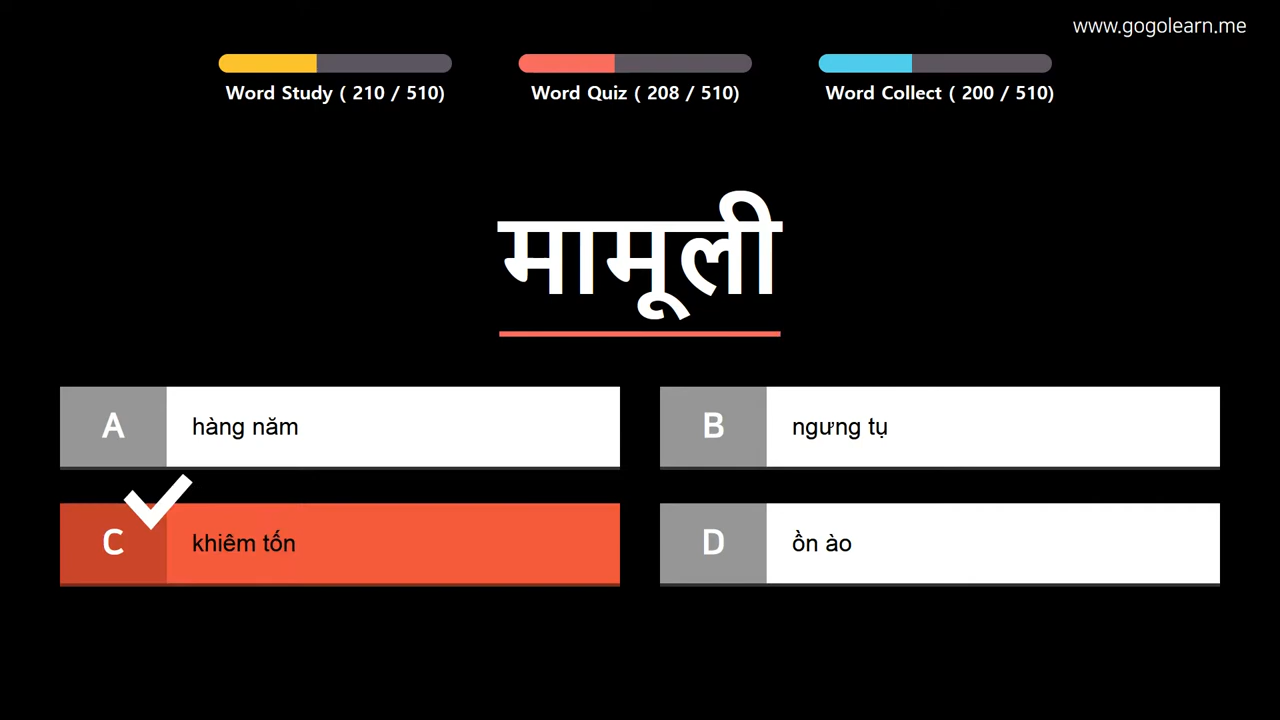 www.gogolearn.me
Word Study ( 210 / 510)
Word Quiz ( 208 / 510)
Word Collect ( 200 / 510)
मामूली
A hàng năm
B ngưng tụ
C khiêm tốn
D ồn ào